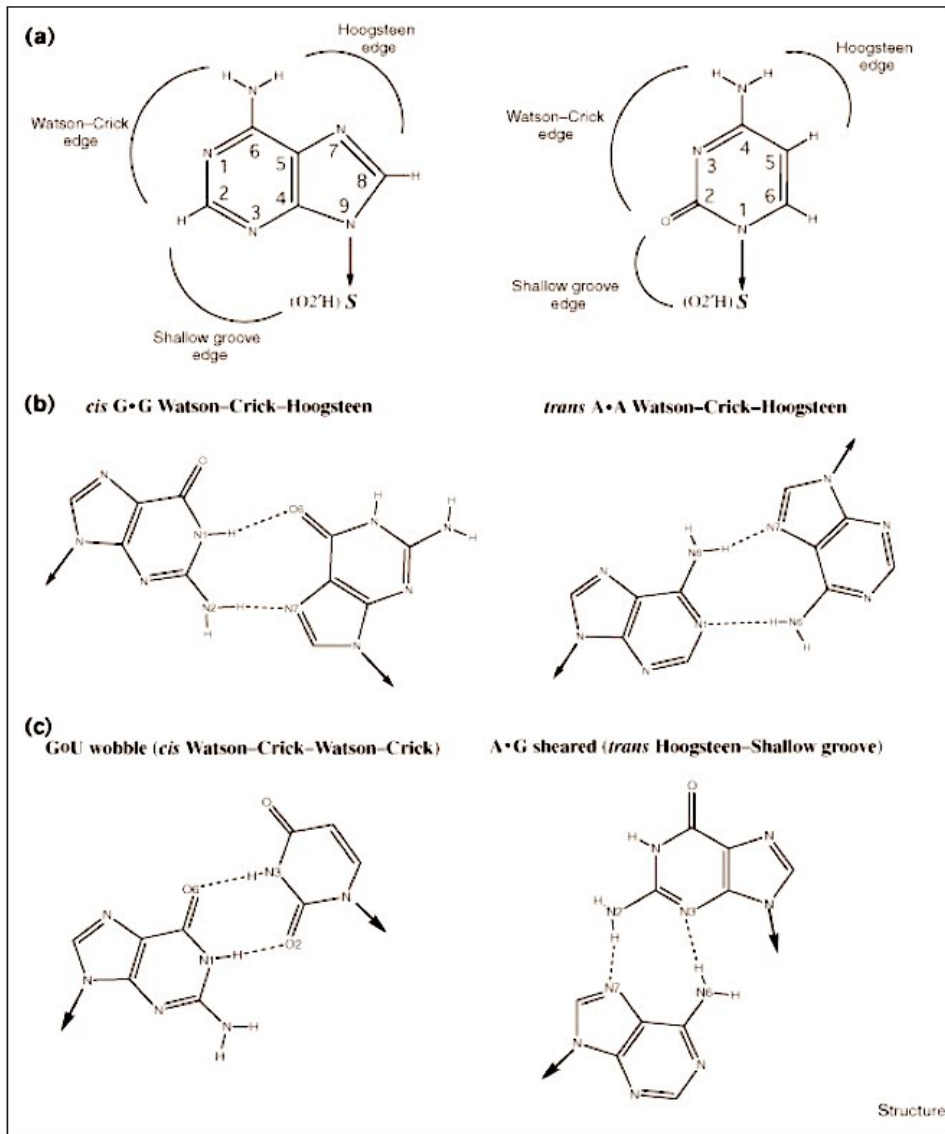 (a)
Hoogsteen
edge
H H
N
Watson–Crick
edge
N
1
6
5
N
7
8
H
2
3
4
9
H
N
N
(O2'H) S
Shallow groove
edge
Hoogsteen
edge
H H
N
Watson–Crick
edge
N
3
4
5
H
2
1
6
O
N
H
Shallow groove
edge
(O2'H) S
(b) cis G•G Watson–Crick–Hoogsteen
N O
N1 H O6
N N
N2 H N7
H
H
N
N
H
H
N
N
trans A•A Watson–Crick–Hoogsteen
H
N6 H N7
N
N
N
N
N1 H N6
H
N
N
N
(c)
GoU wobble (cis Watson–Crick–Watson–Crick)
O
H N3
O6
N
O2
N
N1 H
N
N
N H
H
A•G sheared (trans Hoogsteen–Shallow groove)
O
H N
N
H N2
H
N3
N
H
N7
N6 H
N
N
N
Structure